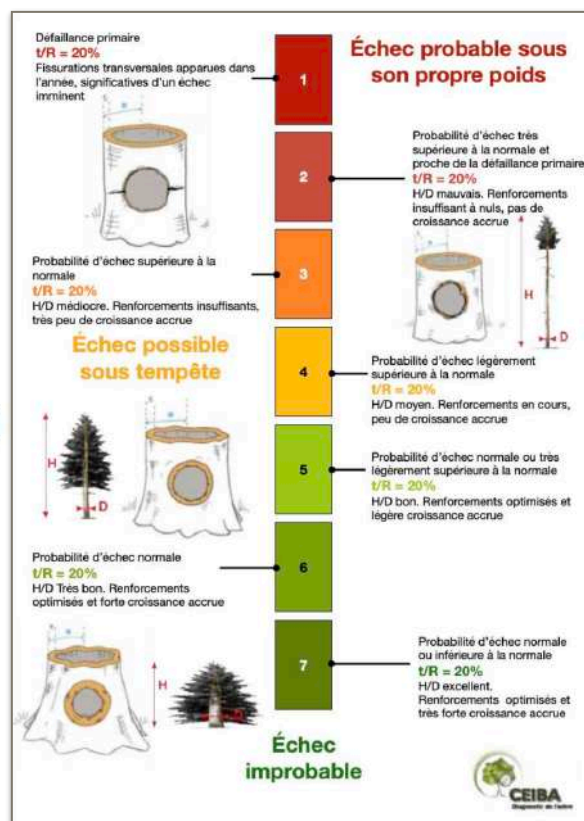 Défaillance primaire
t/R = 20%
Fissurations transversales apparues dans
l'année, significatives d'un échec
imminent
Échec probable sous
son propre poids
1
2
Probabilité d'échec très
supérieure à la normale et
proche de la défaillance primaire
t/R = 20%
H/D mauvais. Renforcements
insuffisant à nuls, pas de
croissance accrue
H
D
3
Probabilité d'échec supérieure à la
normale
t/R = 20%
H/D médiocre. Renforcements insuffisants,
très peu de croissance accrue
Échec possible
sous tempête
4
Probabilité d'échec légèrement
supérieure à la normale
t/R = 20%
H/D moyen. Renforcements en cours,
peu de croissance accrue
H
D
5
Probabilité d'échec normale ou très
légèrement supérieure à la normale
t/R = 20%
H/D bon. Renforcements optimisés et
légère croissance accrue
6
Probabilité d'échec normale
t/R = 20%
H/D Très bon. Renforcements
optimisés et forte croissance accrue
H
D
7
Probabilité d'échec normale
ou inférieure à la normale
t/R = 20%
H/D excellent.
Renforcements optimisés et
très forte croissance accrue
Échec
improbable
CEIBA
Diagnostic de l'arbre